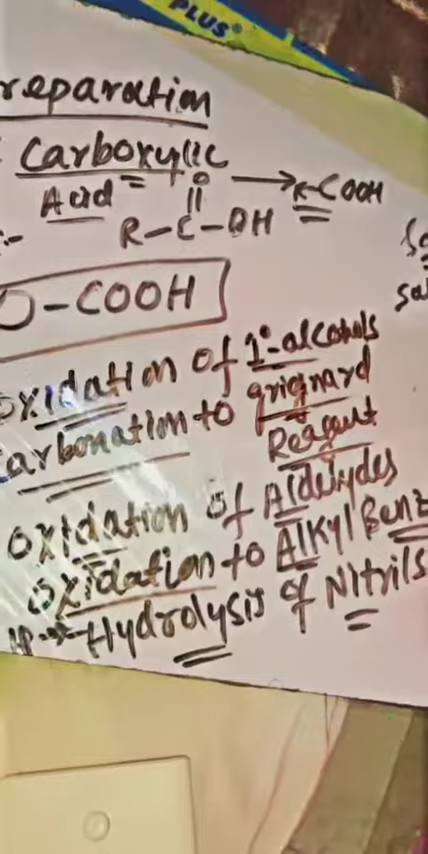 PLUS
reparation
Carboxylic
Acid
O
R-C-OH → R-COOH
-COOH
oxidation of 1°-alcohols
arbonation to grignard
Reagent
oxidation of Aldehydes
oxidation to Alkyl Benz
Hydrolysis of Nitrils